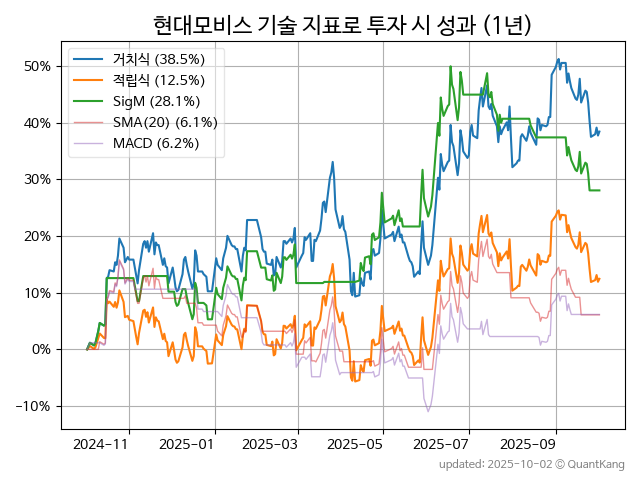 현대모비스 기술 지표로 투자 시 성과 (1년)
거치식 (38.5%)
적립식 (12.5%)
SigM (28.1%)
SMA(20) (6.1%)
MACD (6.2%)
50%
40%
30%
20%
10%
0%
−10%
2024-11
2025-01
2025-03
2025-05
2025-07
2025-09
updated: 2025-10-02 © QuantKang